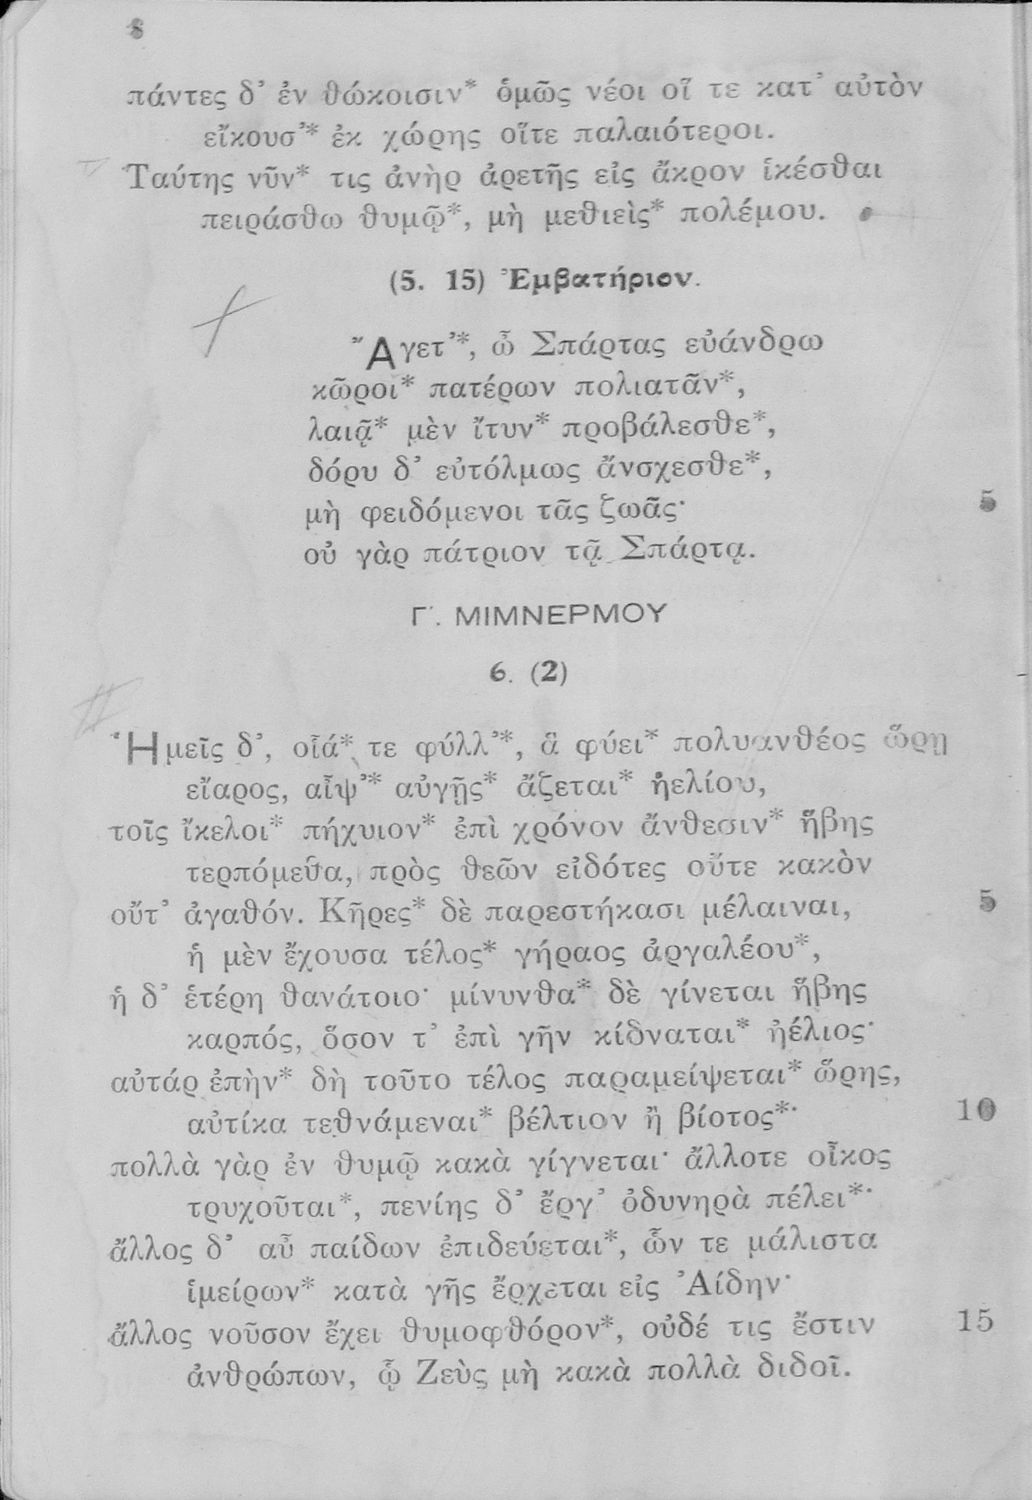 8
πάντες δ’ ἐν θώκοισιν* ὁμῶς νέοι οἵ τε κατ’ αὐτὸν
εἴκουσ’* ἐκ χώρης οἵτε παλαιότεροι.
Ταύτης νῦν* τις ἀνὴρ ἀρετῆς εἰς ἄκρον ἱκέσθαι
πειράσθω θυμῷ*, μὴ μεθιεὶς* πολέμου.
(5. 15) Ἐμβατήριον.
Ἄγετ’*, ὦ Σπάρτας εὐάνδρω
κῶροι* πατέρων πολιατᾶν*,
λαιᾷ* μὲν ἴτυν* προβάλεσθε*,
δόρυ δ’ εὐτόλμως ἄνσχεσθε*,
μὴ φειδόμενοι τᾶς ζωᾶς· 5
οὐ γὰρ πάτριον τᾷ Σπάρτᾳ.
Γ΄. ΜΙΜΝΕΡΜΟΥ
6. (2)
Ἡμεῖς δ’, οἷά* τε φύλλ’*, ἃ φύει* πολυανθέος ὥρη
εἴαρος, αἶψ’* αὐγῇς* ἄζεται* ἠελίου,
τοῖς ἴκελοι* πήχυιον* ἐπὶ χρόνον ἄνθεσιν* ἥβης
τερπόμεθα, πρὸς θεῶν εἰδότες οὔτε κακὸν
οὔτ’ ἀγαθόν. Κῆρες* δὲ παρεστήκασι μέλαιναι, 5
ἡ μὲν ἔχουσα τέλος* γήραος ἀργαλέου*,
ἡ δ’ ἑτέρη θανάτοιο· μίνυνθα* δὲ γίνεται ἥβης
καρπός, ὅσον τ’ ἐπὶ γῆν κίδναται* ἠέλιος·
αὐτάρ ἐπὴν* δὴ τοῦτο τέλος παραμείψεται* ὥρης,
αὐτίκα τεθνάμεναι* βέλτιον ἢ βίοτος*· 10
πολλὰ γὰρ ἐν θυμῷ κακὰ γίγνεται· ἄλλοτε οἶκος
τρυχοῦται*, πενίης δ’ ἔργ’ ὀδυνηρὰ πέλει*·
ἄλλος δ’ αὖ παίδων ἐπιδεύεται*, ὧν τε μάλιστα
ἱμείρων* κατὰ γῆς ἔρχεται εἰς Ἀίδην·
ἄλλος νοῦσον ἔχει θυμοφθόρον*, οὐδέ τις ἔστιν 15
ἀνθρώπων, ᾧ Ζεὺς μὴ κακὰ πολλὰ διδοῖ.